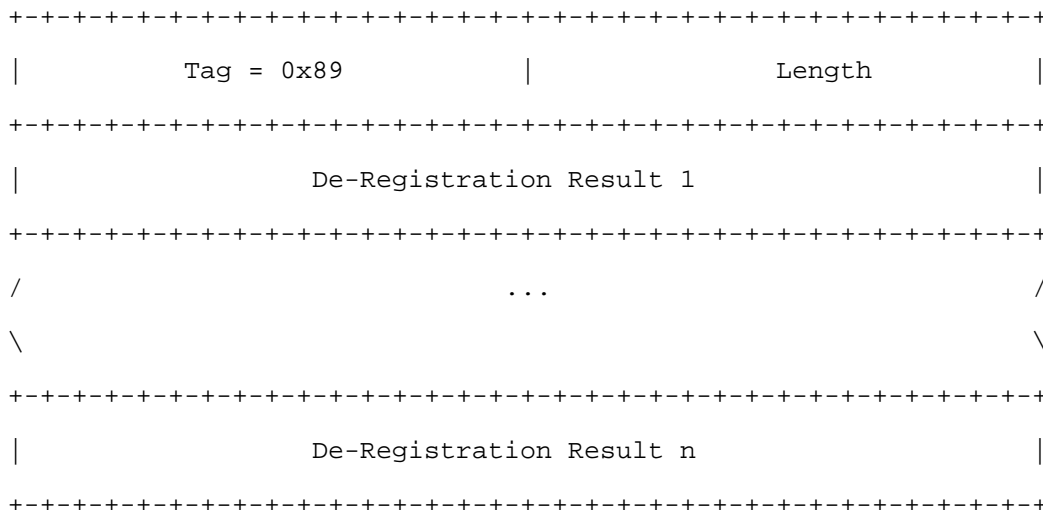 +-+-+-+-+-+-+-+-+-+-+-+-+-+-+-+-+-+-+-+-+-+-+-+-+-+-+-+-+-+-+-+-+
|          Tag = 0x89           |               Length          |
+-+-+-+-+-+-+-+-+-+-+-+-+-+-+-+-+-+-+-+-+-+-+-+-+-+-+-+-+-+-+-+-+
|                  De-Registration Result 1                     |
+-+-+-+-+-+-+-+-+-+-+-+-+-+-+-+-+-+-+-+-+-+-+-+-+-+-+-+-+-+-+-+-+
/                              ...                              /
\                                                               \
+-+-+-+-+-+-+-+-+-+-+-+-+-+-+-+-+-+-+-+-+-+-+-+-+-+-+-+-+-+-+-+-+
|                  De-Registration Result n                     |
+-+-+-+-+-+-+-+-+-+-+-+-+-+-+-+-+-+-+-+-+-+-+-+-+-+-+-+-+-+-+-+-+